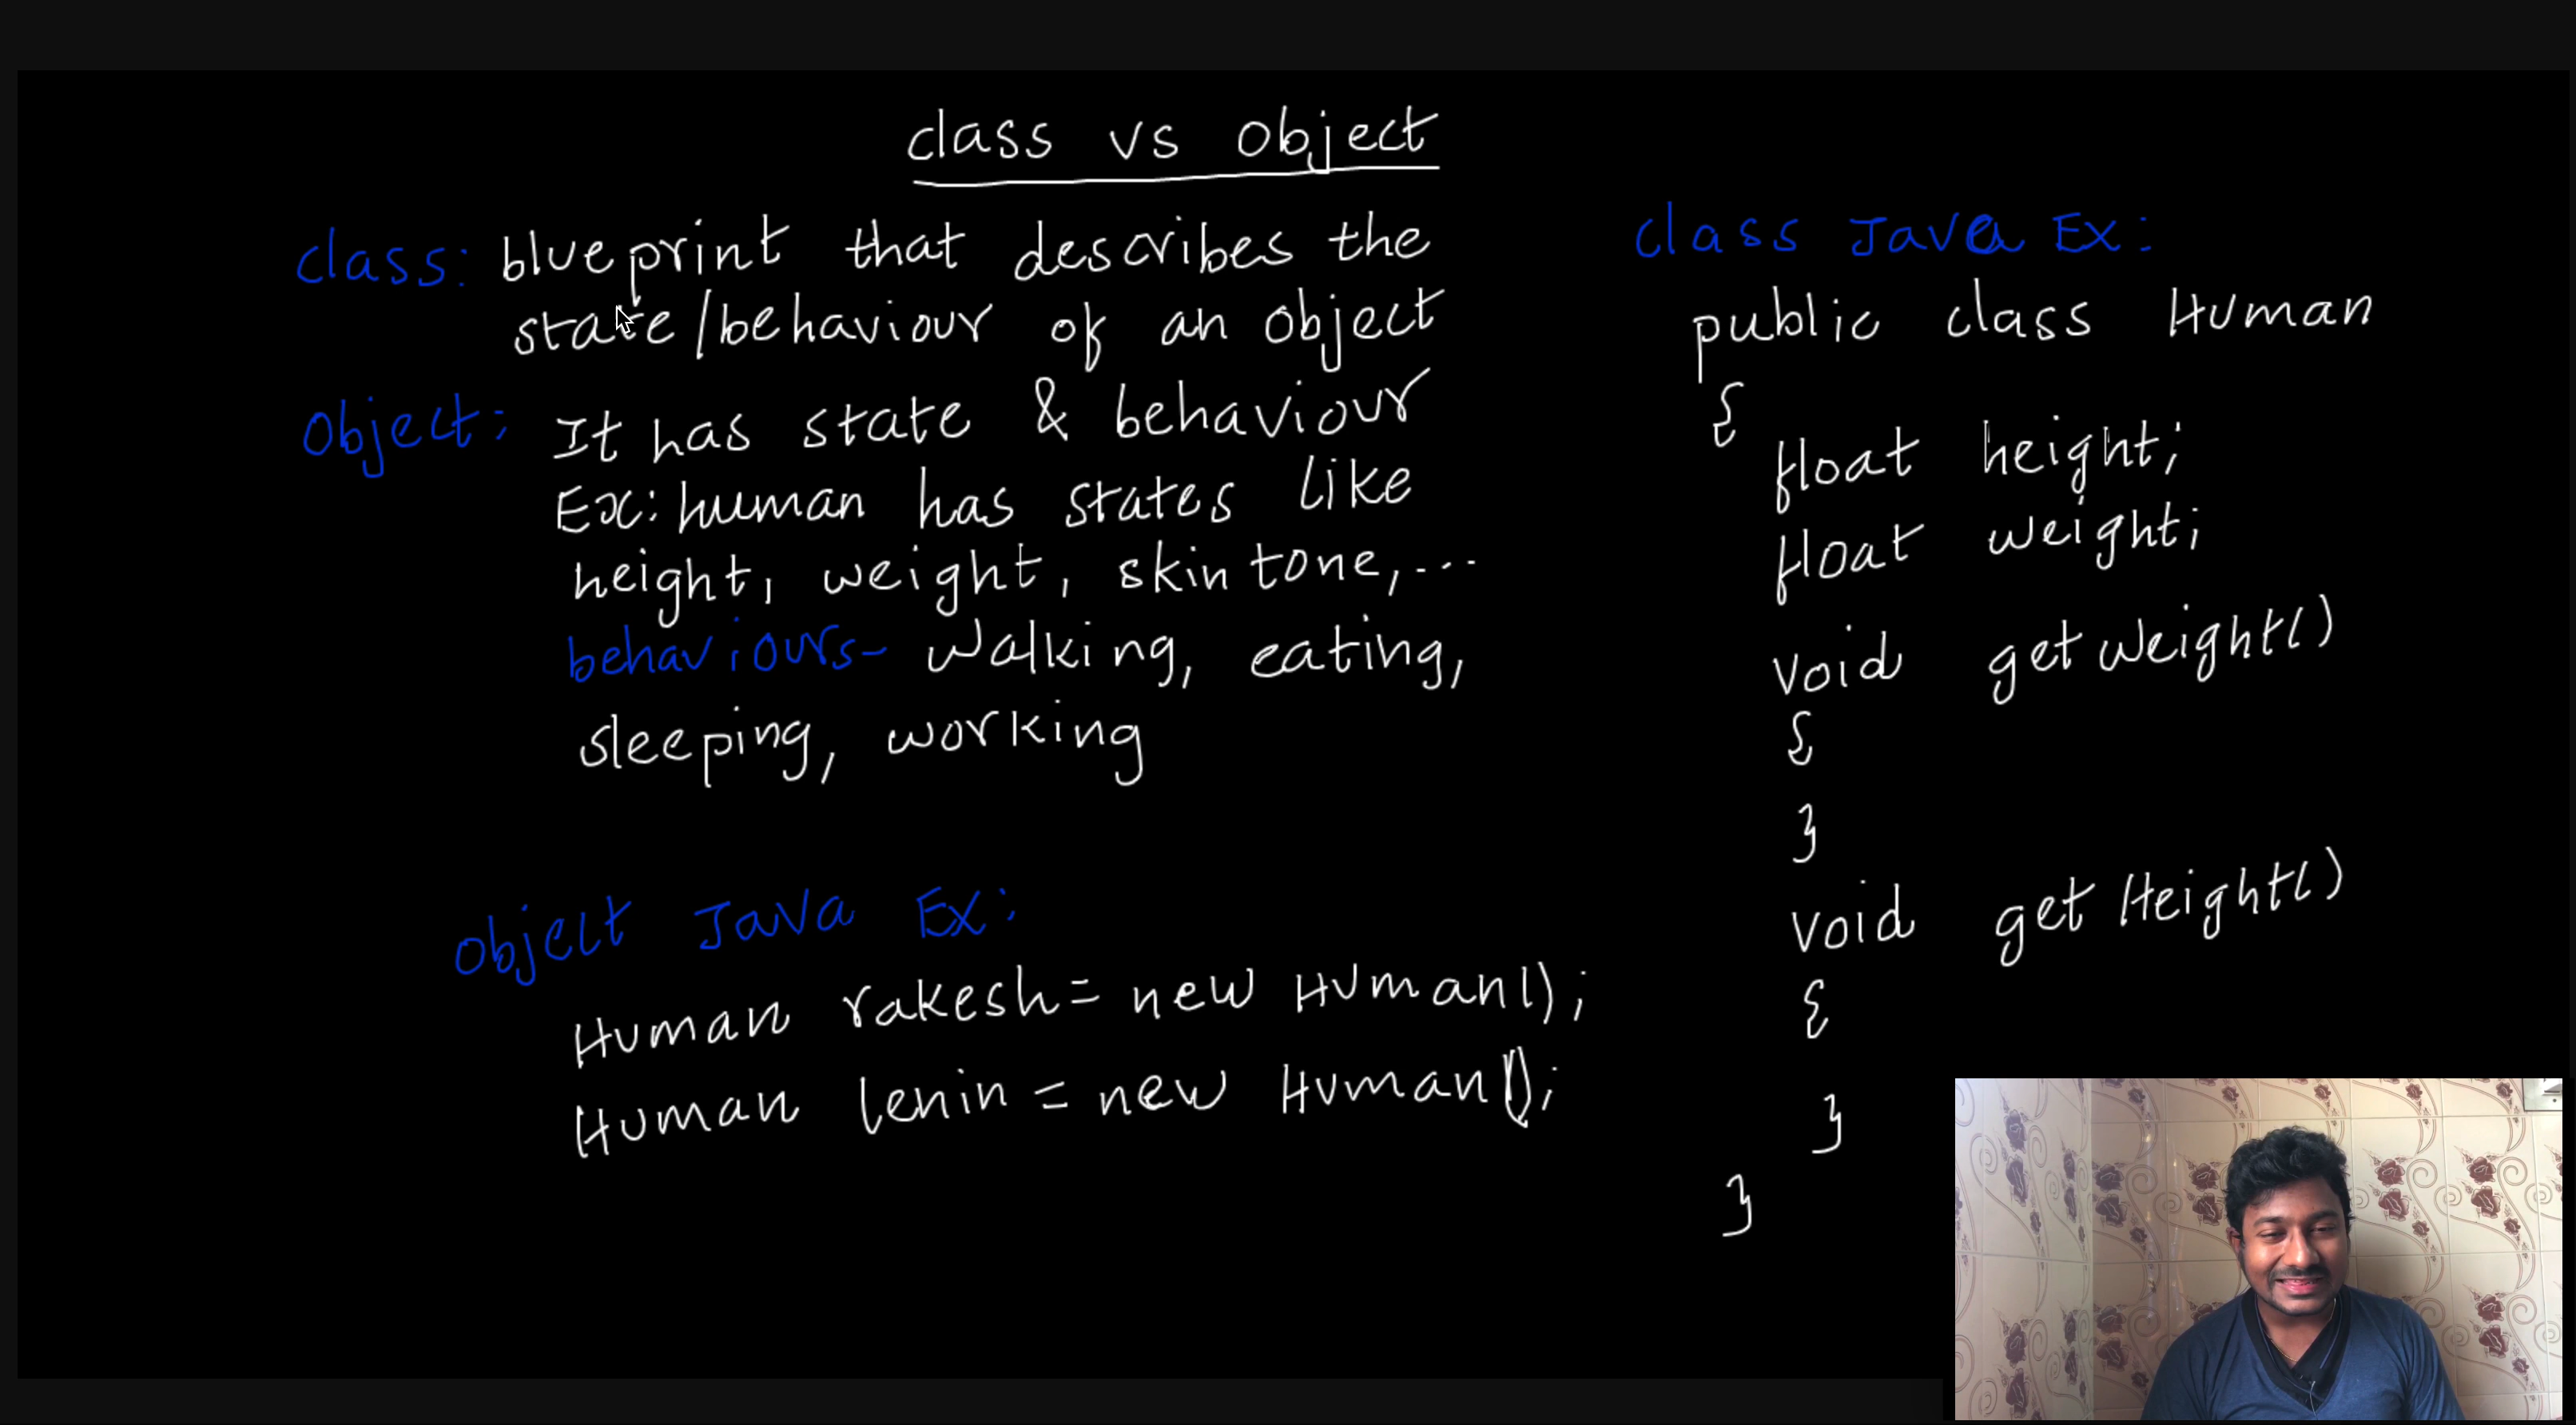 class vs object
class: blueprint that describes the
state/behaviour of an object
Object: It has state & behaviour
Ex: human has states like
height, weight, skin tone,...
behaviours- walking, eating,
sleeping, working
Object Java Ex:
Human rakesh = new Human();
Human lenin = new Human();
class Java Ex:
public class Human
{
float height;
float weight;
void getWeight()
{
}
void getHeight()
{
}
}